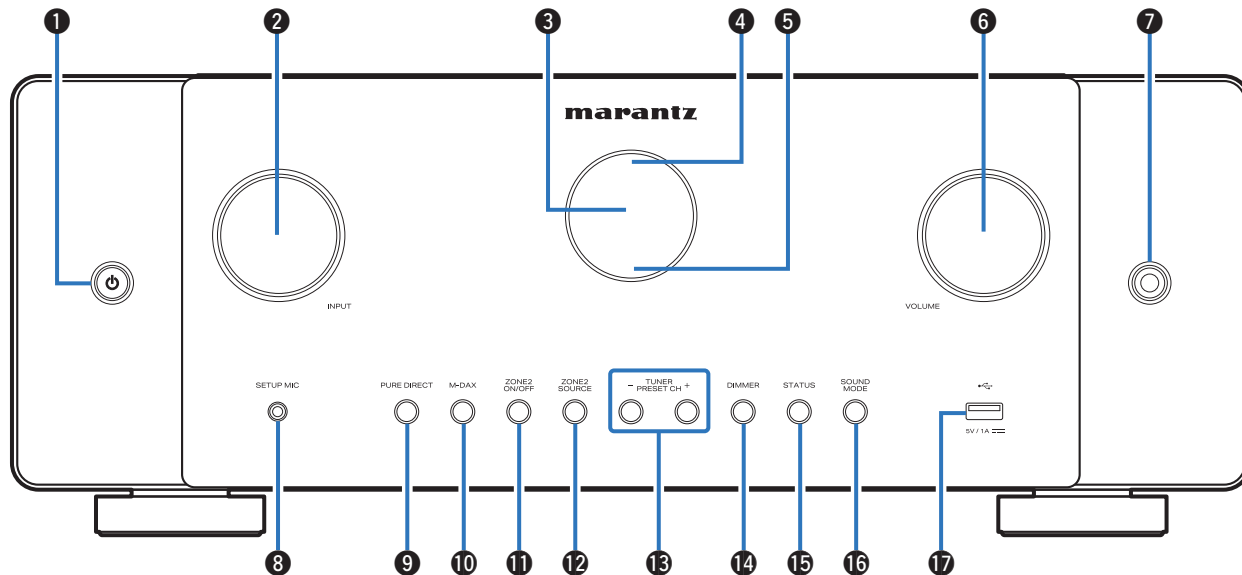 1 2 3 4 5 6 7
marantz
INPUT
VOLUME
SETUP MIC
PURE DIRECT
M-DAX
ZONE2
ON/OFF
ZONE2
SOURCE
− TUNER +
PRESET CH
DIMMER
STATUS
SOUND
MODE
5V / 1A
8 9 10 11 12 13 14 15 16 17